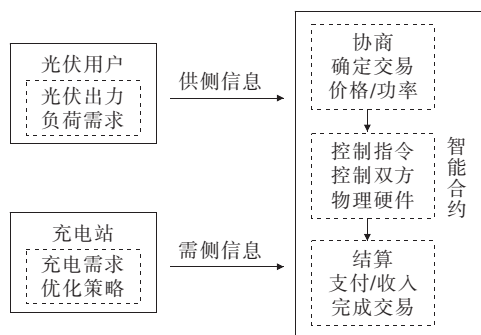 光伏用户
光伏出力
负荷需求
供侧信息
充电站
充电需求
优化策略
需侧信息
协商
确定交易
价格/功率
控制指令
控制双方
物理硬件
结算
支付/收入
完成交易
智能合约